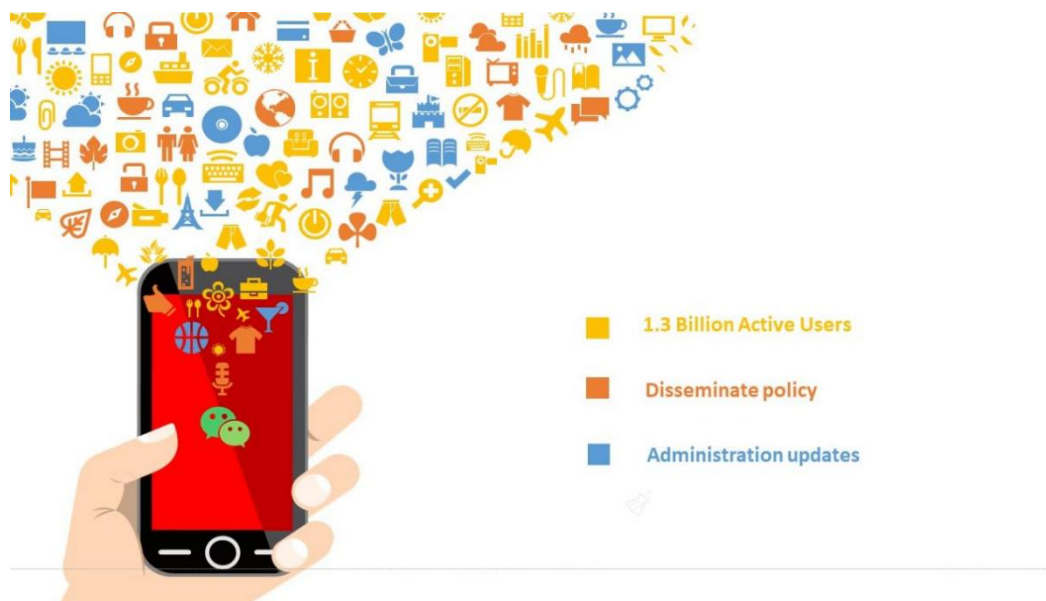 1.3 Billion Active Users
Disseminate policy
Administration updates